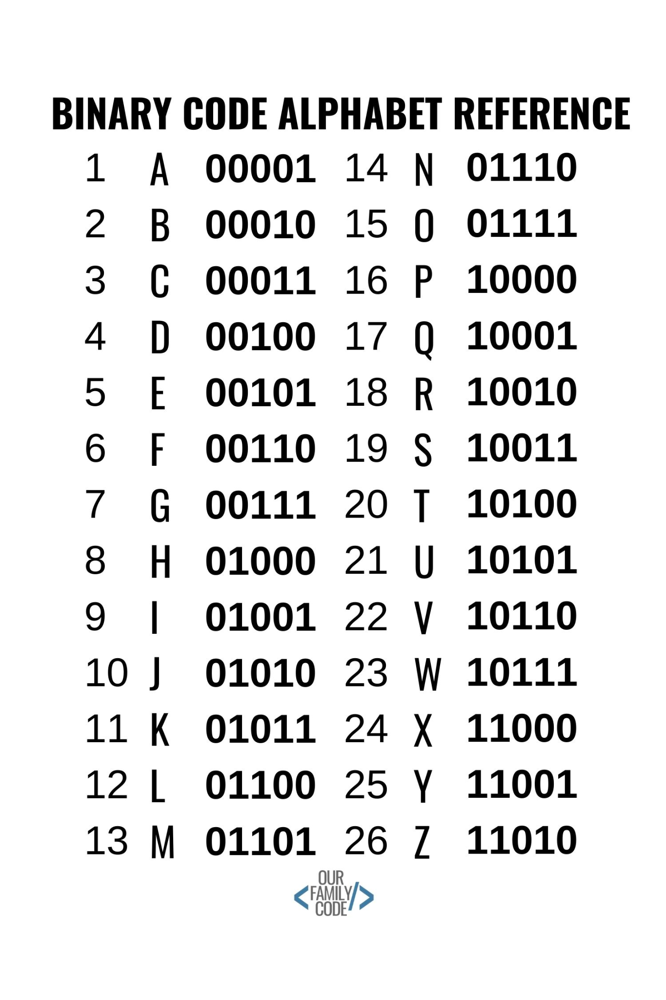 BINARY CODE ALPHABET REFERENCE
1 A 00001 14 N 01110
2 B 00010 15 O 01111
3 C 00011 16 P 10000
4 D 00100 17 Q 10001
5 E 00101 18 R 10010
6 F 00110 19 S 10011
7 G 00111 20 T 10100
8 H 01000 21 U 10101
9 I 01001 22 V 10110
10 J 01010 23 W 10111
11 K 01011 24 X 11000
12 L 01100 25 Y 11001
13 M 01101 26 Z 11010
OUR
<FAMILY/>
CODE